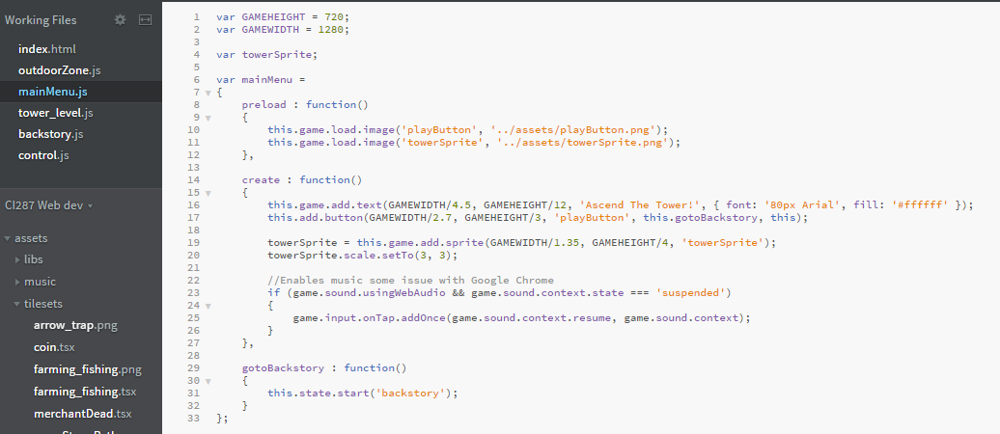 Working Files
index.html
outdoorZone.js
mainMenu.js
tower_level.js
backstory.js
control.js
CI287 Web dev
assets
libs
music
tilesets
arrow_trap.png
coin.tsx
farming_fishing.png
farming_fishing.tsx
merchantDead.tsx
1 var GAMEHEIGHT = 720;
2 var GAMEWIDTH = 1280;
3
4 var towerSprite;
5
6 var mainMenu =
7 {
8     preload : function()
9     {
10         this.game.load.image('playButton', '../assets/playButton.png');
11         this.game.load.image('towerSprite', '../assets/towerSprite.png');
12     },
13
14     create : function()
15     {
16         this.game.add.text(GAMEWIDTH/4.5, GAMEHEIGHT/12, 'Ascend The Tower!', { font: '80px Arial', fill: '#ffffff' });
17         this.add.button(GAMEWIDTH/2.7, GAMEHEIGHT/3, 'playButton', this.gotoBackstory, this);
18
19         towerSprite = this.game.add.sprite(GAMEWIDTH/1.35, GAMEHEIGHT/4, 'towerSprite');
20         towerSprite.scale.setTo(3, 3);
21
22         //Enables music some issue with Google Chrome
23         if (game.sound.usingWebAudio && game.sound.context.state === 'suspended')
24         {
25             game.input.onTap.addOnce(game.sound.context.resume, game.sound.context);
26         }
27     },
28
29     gotoBackstory : function()
30     {
31         this.state.start('backstory');
32     }
33 };